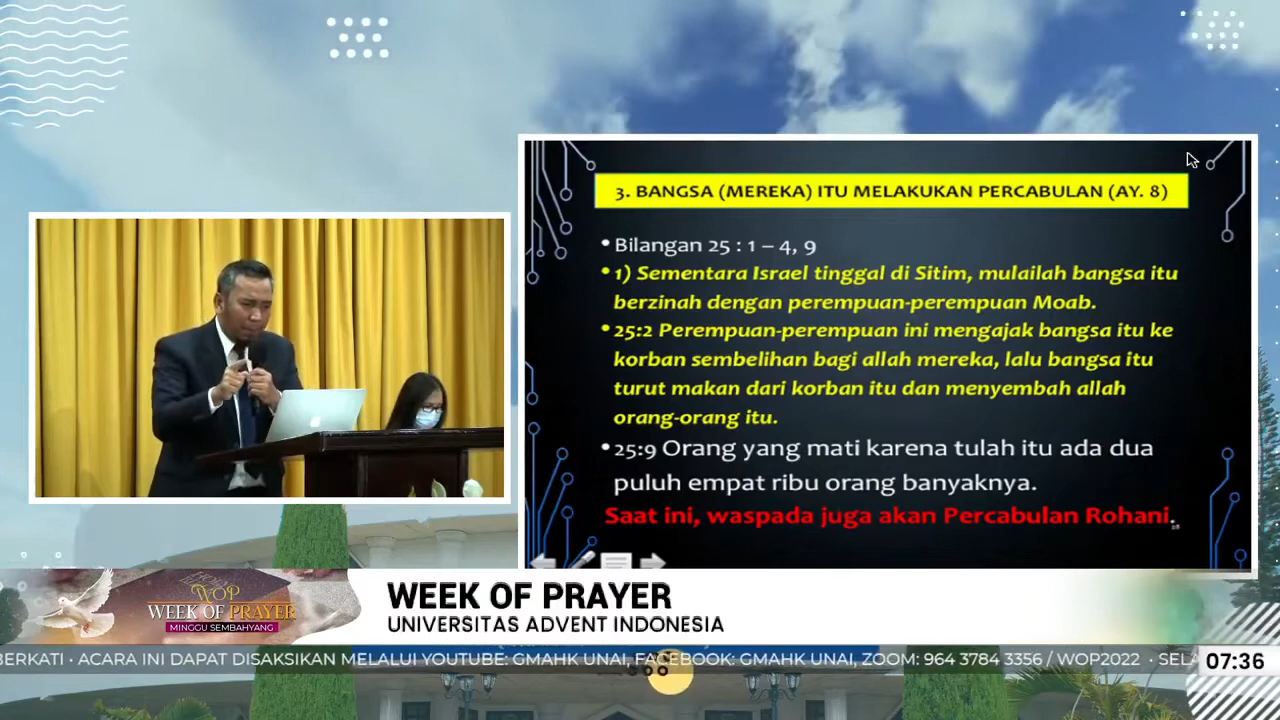 3. BANGSA (MEREKA) ITU MELAKUKAN PERCABULAN (AY. 8)
•Bilangan 25 : 1 – 4, 9
•1) Sementara Israel tinggal di Sitim, mulailah bangsa itu
berzinah dengan perempuan-perempuan Moab.
•25:2 Perempuan-perempuan ini mengajak bangsa itu ke
korban sembelihan bagi allah mereka, lalu bangsa itu
turut makan dari korban itu dan menyembah allah
orang-orang itu.
•25:9 Orang yang mati karena tulah itu ada dua
puluh empat ribu orang banyaknya.
Saat ini, waspada juga akan Percabulan Rohani.
WOP
WEEK OF PRAYER
MINGGU SEMBAHYANG
WEEK OF PRAYER
UNIVERSITAS ADVENT INDONESIA
BERKATI • ACARA INI DAPAT DISAKSIKAN MELALUI YOUTUBE: GMAHK UNAI, FACEBOOK: GMAHK UNAI, ZOOM: 964 3784 3356 / WOP2022 • SELA
07:36